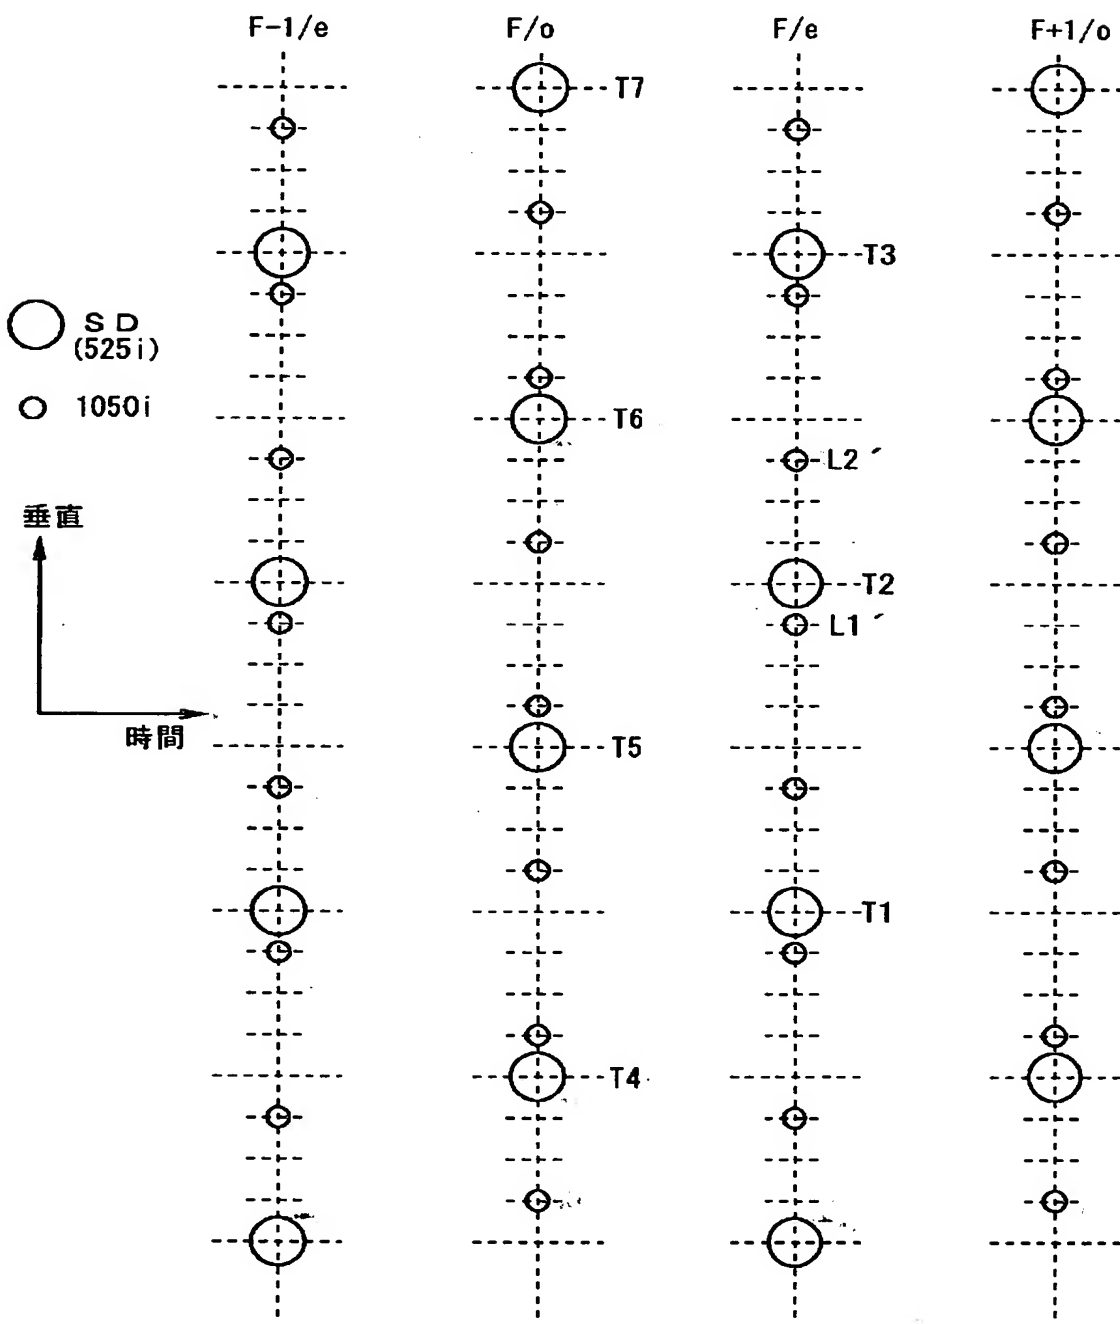 F-1/e
F/o
F/e
F+1/o
T7
T3
SD
(525i)
1050i
T6
L2´
垂直
T2
L1´
時間
T5
T1
T4